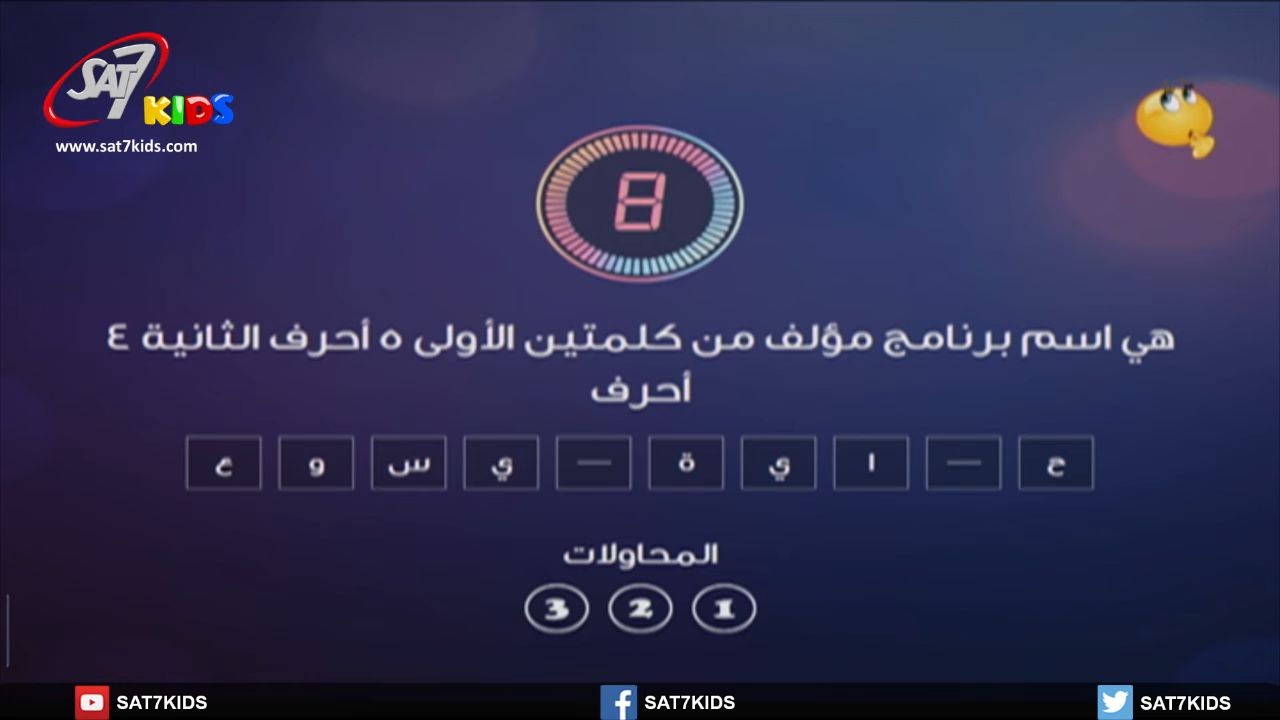 SAT7
KIDS
www.sat7kids.com
8
هي اسم برنامج مؤلف من كلمتين الأولى ٥ أحرف الثانية ٤
أحرف
ح — ا ي ة — ي س و ع
المحاولات
1 2 3
SAT7KIDS SAT7KIDS SAT7KIDS